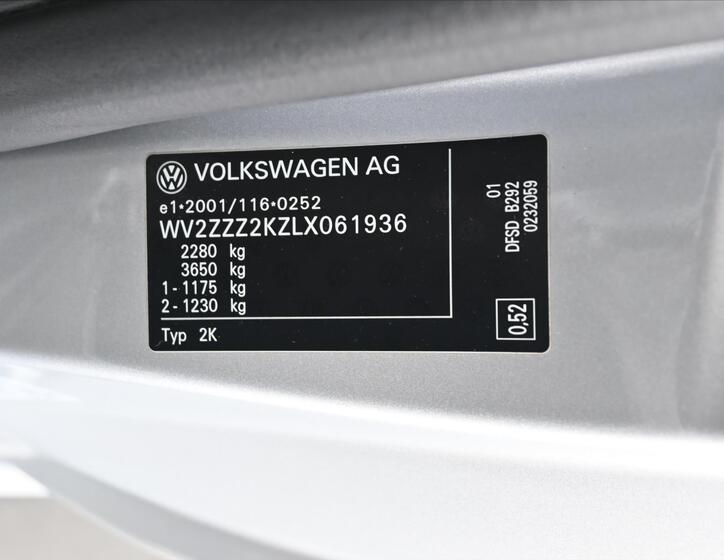 VOLKSWAGEN AG
e1*2001/116*0252
WV2ZZZ2KZLX061936
2280 kg
3650 kg
1 - 1175 kg
2 - 1230 kg
Typ 2K
01
DFSD B292
0232059
0,52